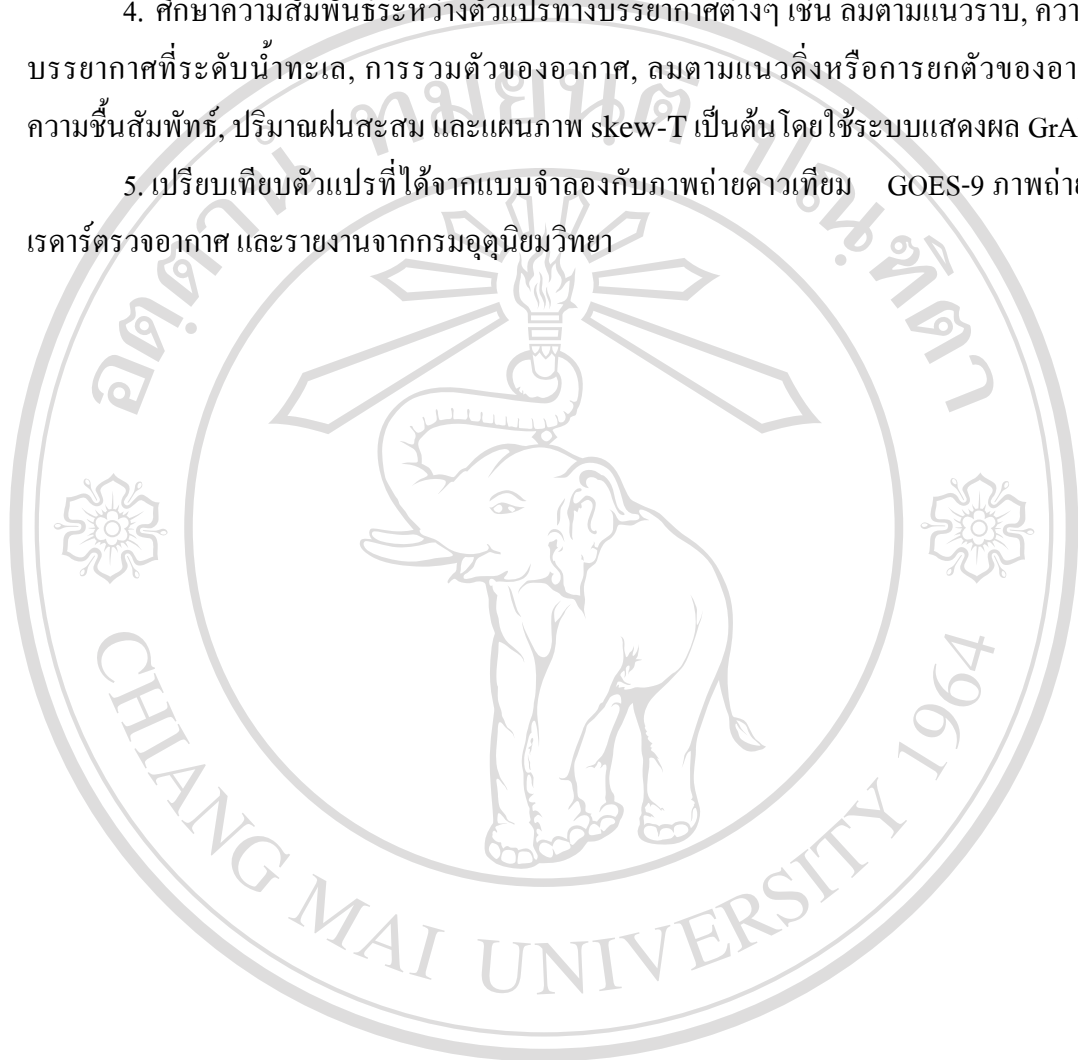 4. ศึกษาความสัมพันธ์ระหว่างตัวแปรทางบรรยากาศต่างๆ เช่น ลมตามแนวราบ,
บรรยากาศที่ระดับน้ำทะเล, การรวมตัวของอากาศ, ลมตามแนวดิ่งหรือการยกตัวของ
ความชื้นสัมพัทธ์, ปริมาณฝนสะสม และแผนภาพ skew-T เป็นต้นโดยใช้ระบบแสดงผล
5. เปรียบเทียบตัวแปรที่ได้จากแบบจำลองกับภาพถ่ายดาวเทียม GOES-9
เรดาร์ตรวจอากาศ และรายงานจากกรมอุตุนิยมวิทยา
อตฺตานํ ทมยนฺติ ปณฺฑิตา
CHIANG MAI UNIVERSITY 1964